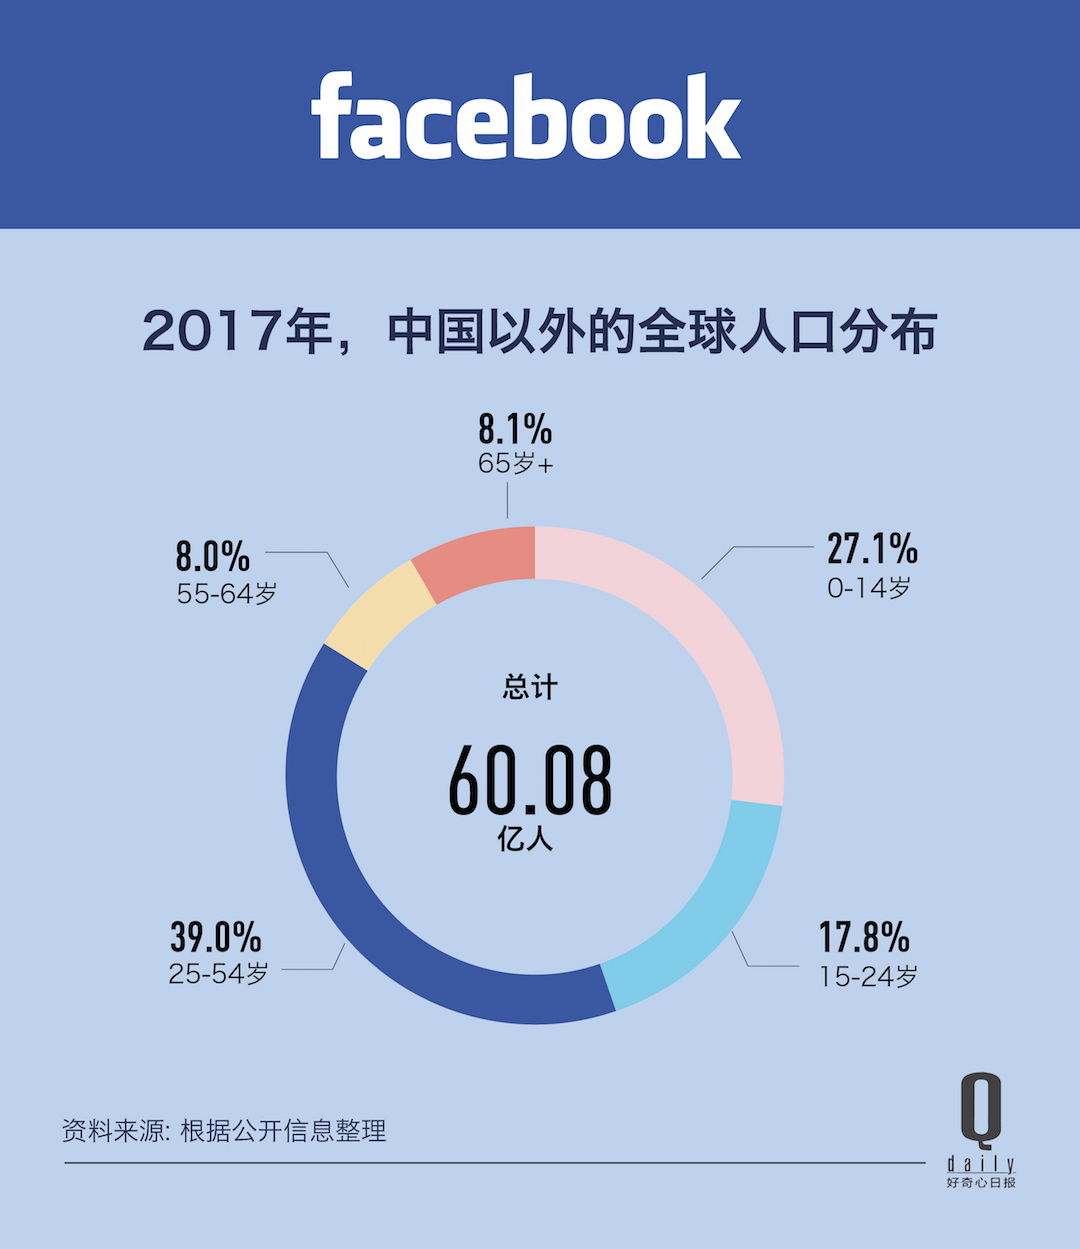 facebook
2017年，中国以外的全球人口分布
8.1%
65岁+
8.0%
55-64岁
27.1%
0-14岁
总计
60.08
亿人
39.0%
25-54岁
17.8%
15-24岁
资料来源: 根据公开信息整理
Q
daily
好奇心日报